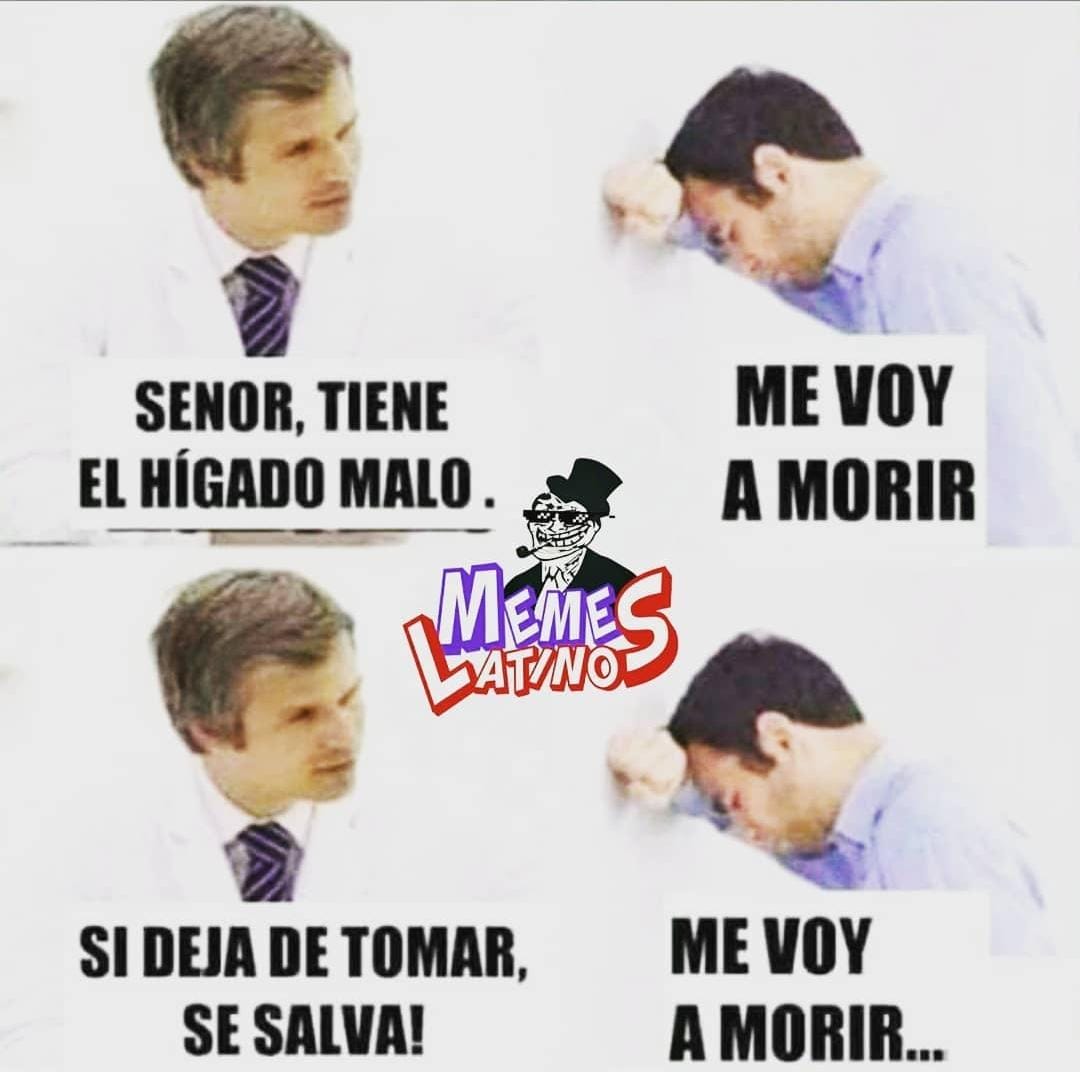 SENOR, TIENE
EL HÍGADO MALO .
ME VOY
A MORIR
MEMES
LATINOS
SI DEJA DE TOMAR,
SE SALVA!
ME VOY
A MORIR...